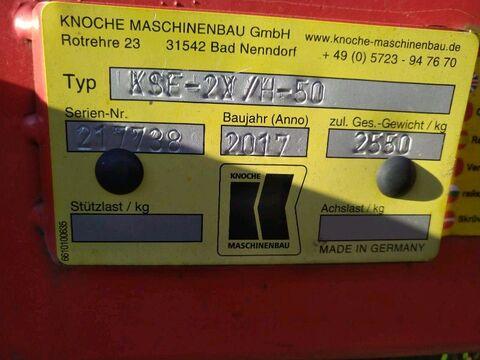 KNOCHE MASCHINENBAU GmbH
Rotrehre 23 31542 Bad Nenndorf
www.knoche-maschinenbau.de
+ 49 (0) 5723 - 94 76 70
Typ KSE-2X/H-50
Serien-Nr. Baujahr (Anno) zul. Ges.-Gewicht / kg
217738 2017 2550
Stützlast / kg
KNOCHE
MASCHINENBAU
Achslast / kg
MADE IN GERMANY
6610100635